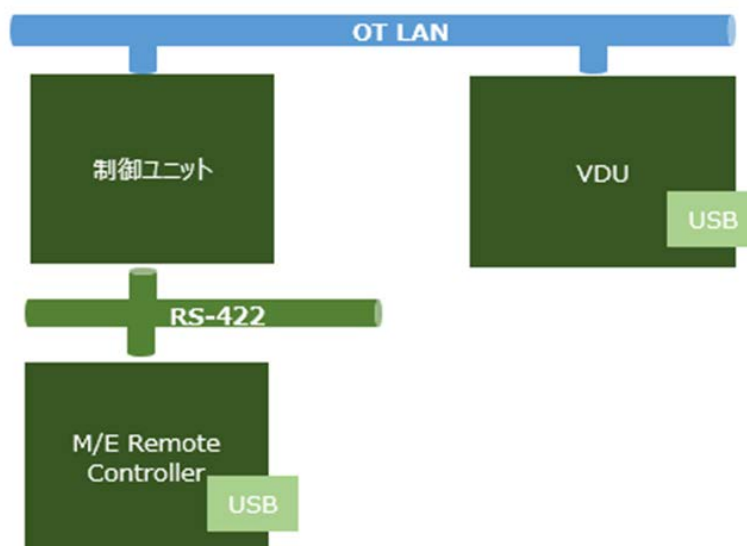 OT LAN
制御ユニット
VDU
USB
RS-422
M/E Remote
Controller
USB